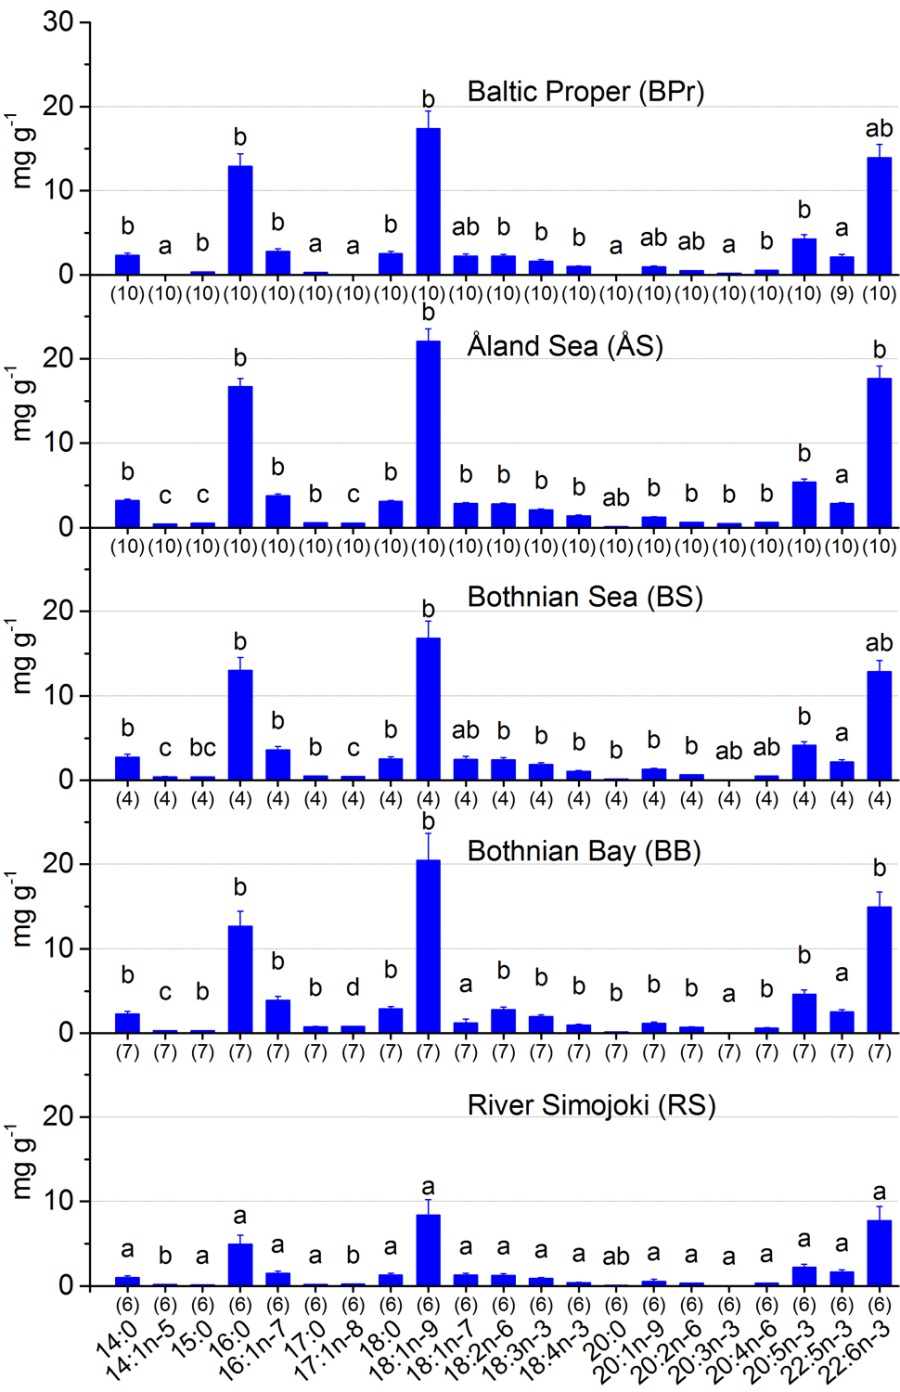 30
20
10
0
mg g⁻¹
Baltic Proper (BPr)
b a b b b a a b b ab b b b a ab ab a b b a ab
(10) (10) (10) (10) (10) (10) (10) (10) (10) (10) (10) (10) (10) (10) (10) (10) (10) (10) (10) (9) (10)
20
10
0
mg g⁻¹
Åland Sea (ÅS)
b c c b b b c b b b b b b ab b b b b b a b
(10) (10) (10) (10) (10) (10) (10) (10) (10) (10) (10) (10) (10) (10) (10) (10) (10) (10) (10) (10) (10)
20
10
0
mg g⁻¹
Bothnian Sea (BS)
b c bc b b b c b b ab b b b b b b ab ab b a ab
(4) (4) (4) (4) (4) (4) (4) (4) (4) (4) (4) (4) (4) (4) (4) (4) (4) (4) (4) (4) (4)
20
10
0
mg g⁻¹
Bothnian Bay (BB)
b c b b b b d b b a b b b b b b a b b a b
(7) (7) (7) (7) (7) (7) (7) (7) (7) (7) (7) (7) (7) (7) (7) (7) (7) (7) (7) (7) (7)
20
10
0
mg g⁻¹
River Simojoki (RS)
a b a a a a b a a a a a a ab a a a a a a a
(6) (6) (6) (6) (6) (6) (6) (6) (6) (6) (6) (6) (6) (6) (6) (6) (6) (6) (6) (6) (6)
14:0
14:1n-5
15:0
16:0
16:1n-7
17:0
17:1n-8
18:0
18:1n-9
18:1n-7
18:2n-6
18:3n-3
18:4n-3
20:0
20:1n-9
20:2n-6
20:3n-3
20:4n-6
20:5n-3
22:5n-3
22:6n-3